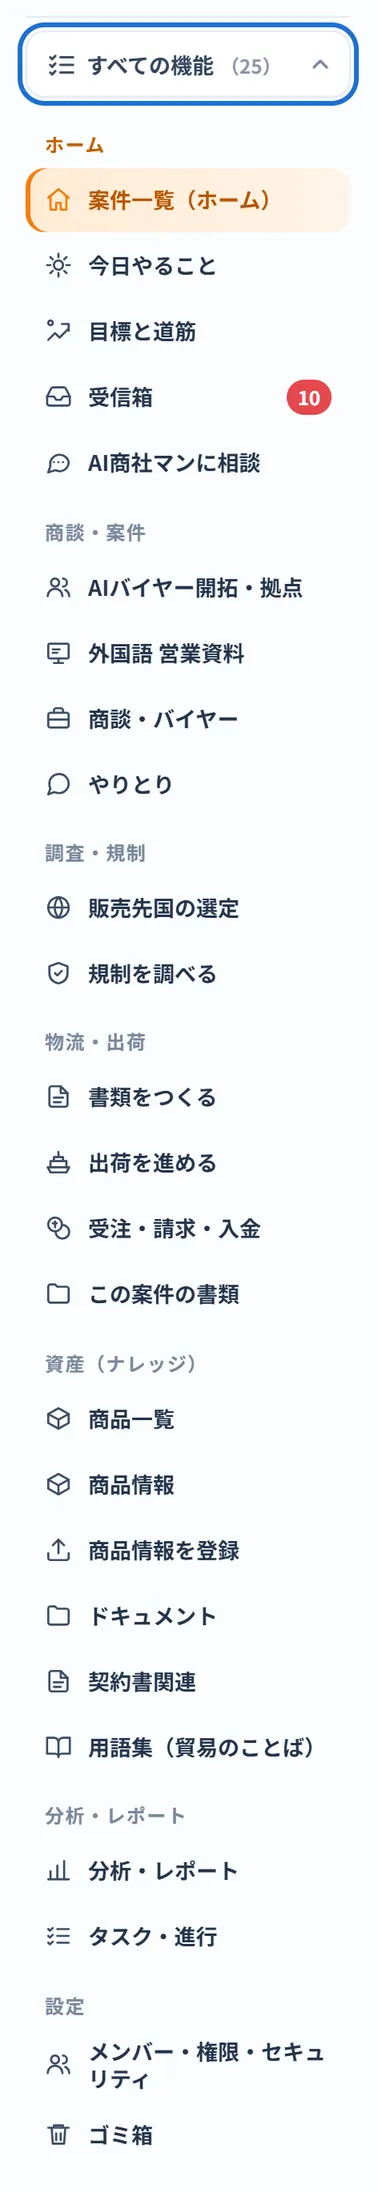 すべての機能 （25）
ホーム
案件一覧（ホーム）
今日やること
目標と道筋
受信箱 10
AI商社マンに相談
商談・案件
AIバイヤー開拓・拠点
外国語 営業資料
商談・バイヤー
やりとり
調査・規制
販売先国の選定
規制を調べる
物流・出荷
書類をつくる
出荷を進める
受注・請求・入金
この案件の書類
資産（ナレッジ）
商品一覧
商品情報
商品情報を登録
ドキュメント
契約書関連
用語集（貿易のことば）
分析・レポート
分析・レポート
タスク・進行
設定
メンバー・権限・セキュ
リティ
ゴミ箱